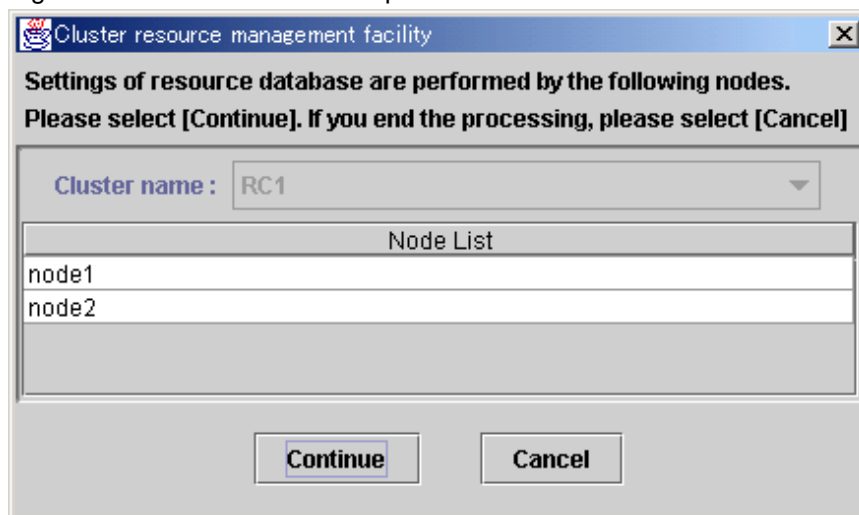 Cluster resource management facility
Settings of resource database are performed by the following nodes.
Please select [Continue]. If you end the processing, please select [Cancel]
Cluster name : RC1
Node List
node1
node2
Continue Cancel